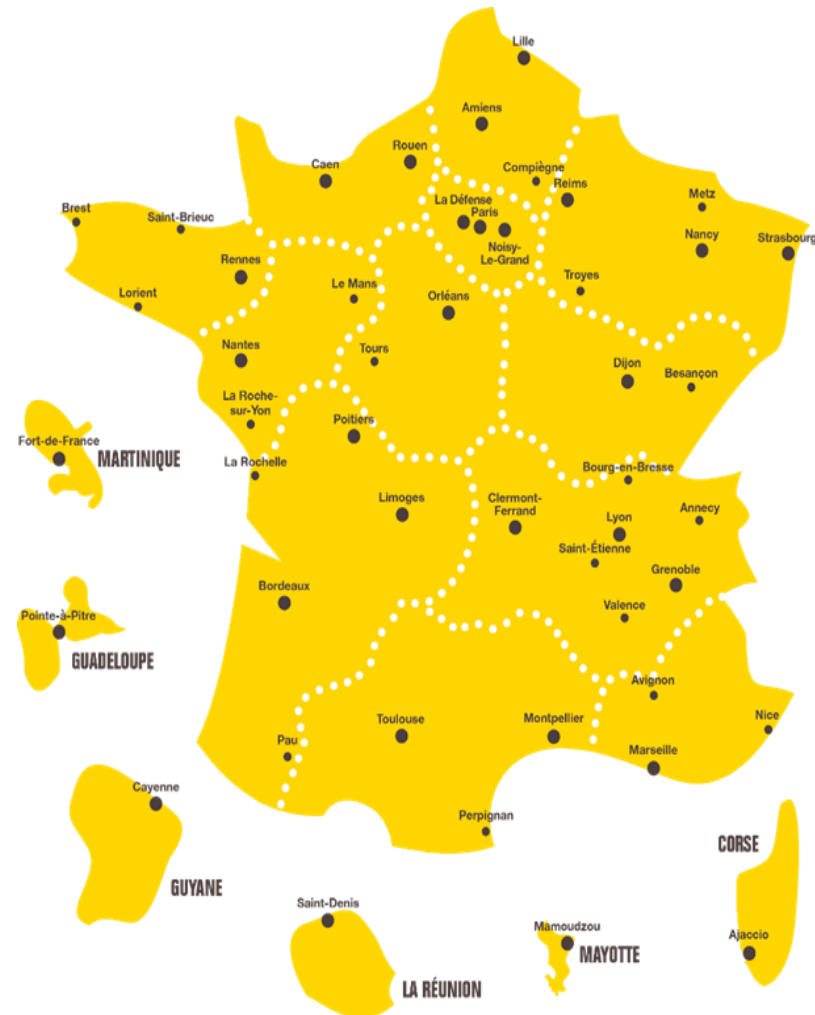 Lille
Amiens
Rouen
Caen
Compiègne
Reims
La Défense
Paris
Noisy-
Le-Grand
Metz
Nancy
Strasbourg
Brest
Saint-Brieuc
Rennes
Lorient
Le Mans
Orléans
Troyes
Nantes
Tours
Dijon
Besançon
La Roche-
sur-Yon
Poitiers
La Rochelle
Fort-de-France
MARTINIQUE
Limoges
Clermont-
Ferrand
Bourg-en-Bresse
Lyon
Annecy
Saint-Étienne
Grenoble
Valence
Bordeaux
Pointe-à-Pitre
GUADELOUPE
Avignon
Nice
Toulouse
Montpellier
Marseille
Pau
Perpignan
Cayenne
GUYANE
CORSE
Ajaccio
Saint-Denis
LA RÉUNION
Mamoudzou
MAYOTTE